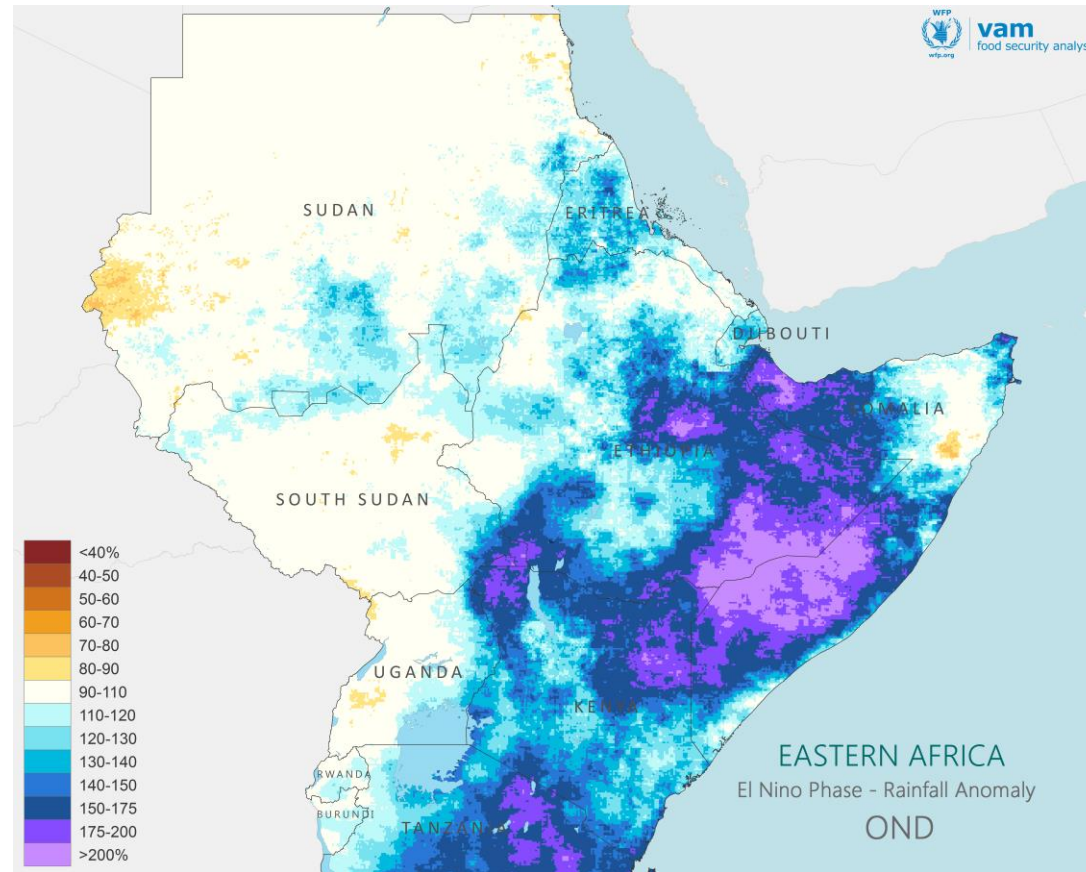 WFP
wfp.org
vam
food security analys
SUDAN
ERITREA
DJIBOUTI
SOMALIA
ETHIOPIA
SOUTH SUDAN
UGANDA
KENYA
RWANDA
BURUNDI
TANZANIA
<40%
40-50
50-60
60-70
70-80
80-90
90-110
110-120
120-130
130-140
140-150
150-175
175-200
>200%
EASTERN AFRICA
El Nino Phase - Rainfall Anomaly
OND